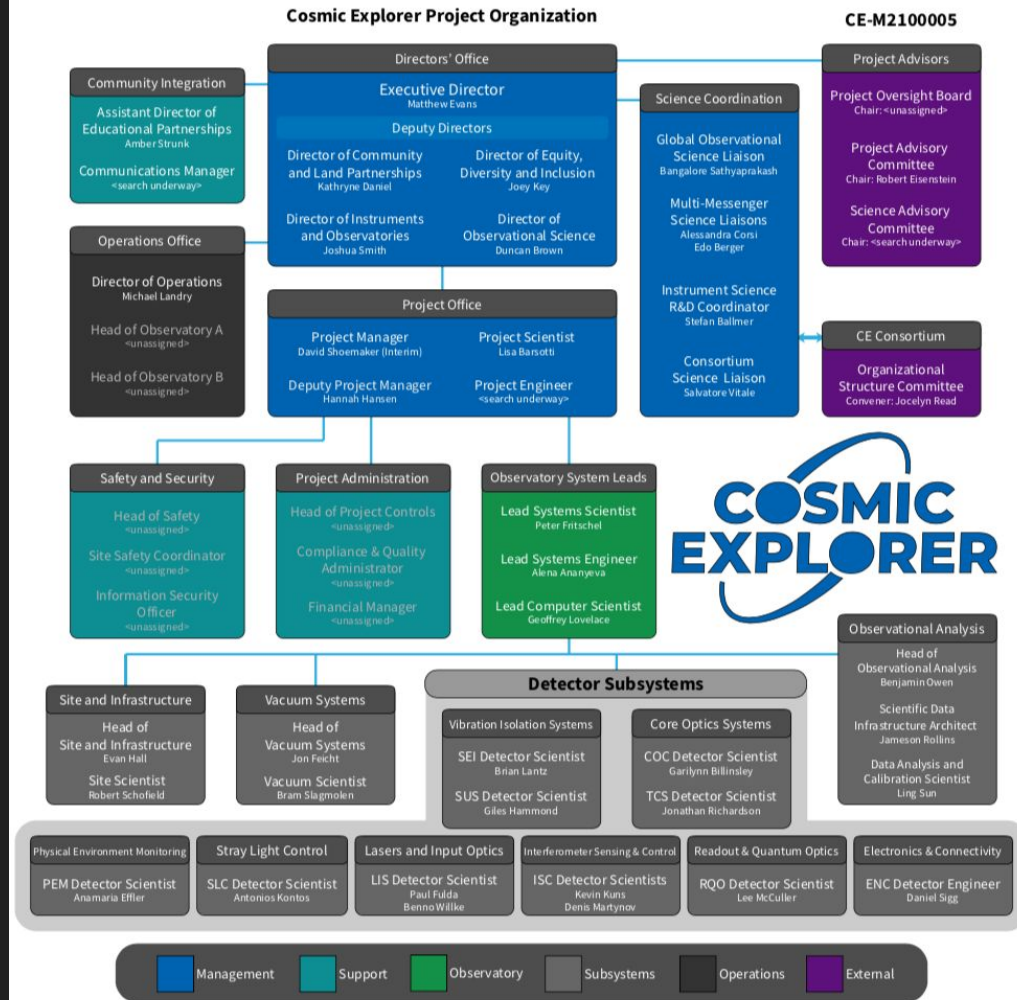 Cosmic Explorer Project Organization
CE-M2100005
Directors' Office
Executive Director
Matthew Evans
Deputy Directors
Director of Community
and Land Partnerships
Kathryne Daniel
Director of Equity,
Diversity and Inclusion
Joey Key
Director of Instruments
and Observatories
Joshua Smith
Director of
Observational Science
Duncan Brown
Community Integration
Assistant Director of
Educational Partnerships
Amber Strunk
Communications Manager
<search underway>
Science Coordination
Global Observational
Science Liaison
Bangalore Sathyaprakash
Multi-Messenger
Science Liaisons
Alessandra Corsi
Edo Berger
Instrument Science
R&D Coordinator
Stefan Ballmer
Consortium
Science Liaison
Salvatore Vitale
Project Advisors
Project Oversight Board
Chair: <unassigned>
Project Advisory
Committee
Chair: Robert Eisenstein
Science Advisory
Committee
Chair: <search underway>
Operations Office
Director of Operations
Michael Landry
Head of Observatory A
<unassigned>
Head of Observatory B
<unassigned>
Project Office
Project Manager
David Shoemaker (Interim)
Project Scientist
Lisa Barsotti
Deputy Project Manager
Hannah Hansen
Project Engineer
<search underway>
CE Consortium
Organizational
Structure Committee
Convener: Jocelyn Read
Safety and Security
Head of Safety
<unassigned>
Site Safety Coordinator
<unassigned>
Information Security
Officer
<unassigned>
Project Administration
Head of Project Controls
<unassigned>
Compliance & Quality
Administrator
<unassigned>
Financial Manager
<unassigned>
Observatory System Leads
Lead Systems Scientist
Peter Fritschel
Lead Systems Engineer
Alena Ananyeva
Lead Computer Scientist
Geoffrey Lovelace
COSMIC
EXPLORER
Observational Analysis
Head of
Observational Analysis
Benjamin Owen
Scientific Data
Infrastructure Architect
Jameson Rollins
Data Analysis and
Calibration Scientist
Ling Sun
Site and Infrastructure
Head of
Site and Infrastructure
Evan Hall
Site Scientist
Robert Schofield
Vacuum Systems
Head of
Vacuum Systems
Jon Feicht
Vacuum Scientist
Bram Slagmolen
Detector Subsystems
Vibration Isolation Systems
SEI Detector Scientist
Brian Lantz
SUS Detector Scientist
Giles Hammond
Core Optics Systems
COC Detector Scientist
Garilynn Billinsley
TCS Detector Scientist
Jonathan Richardson
Physical Environment Monitoring
PEM Detector Scientist
Anamaria Effler
Stray Light Control
SLC Detector Scientist
Antonios Kontos
Lasers and Input Optics
LIS Detector Scientist
Paul Fulda
Benno Willke
Interferometer Sensing & Control
ISC Detector Scientists
Kevin Kuns
Denis Martynov
Readout & Quantum Optics
RQO Detector Scientist
Lee McCuller
Electronics & Connectivity
ENC Detector Engineer
Daniel Sigg
Management
Support
Observatory
Subsystems
Operations
External